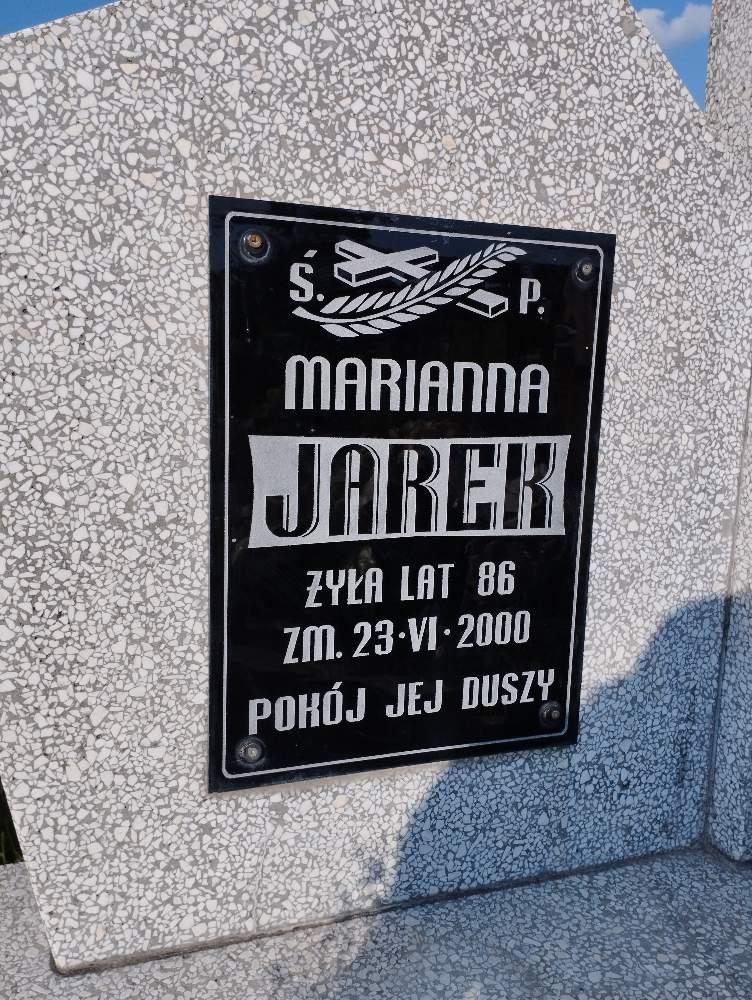 Ś. P.
MARIANNA
JAREK
ŻYŁA LAT 86
ZM. 23·VI·2000
POKÓJ JEJ DUSZY